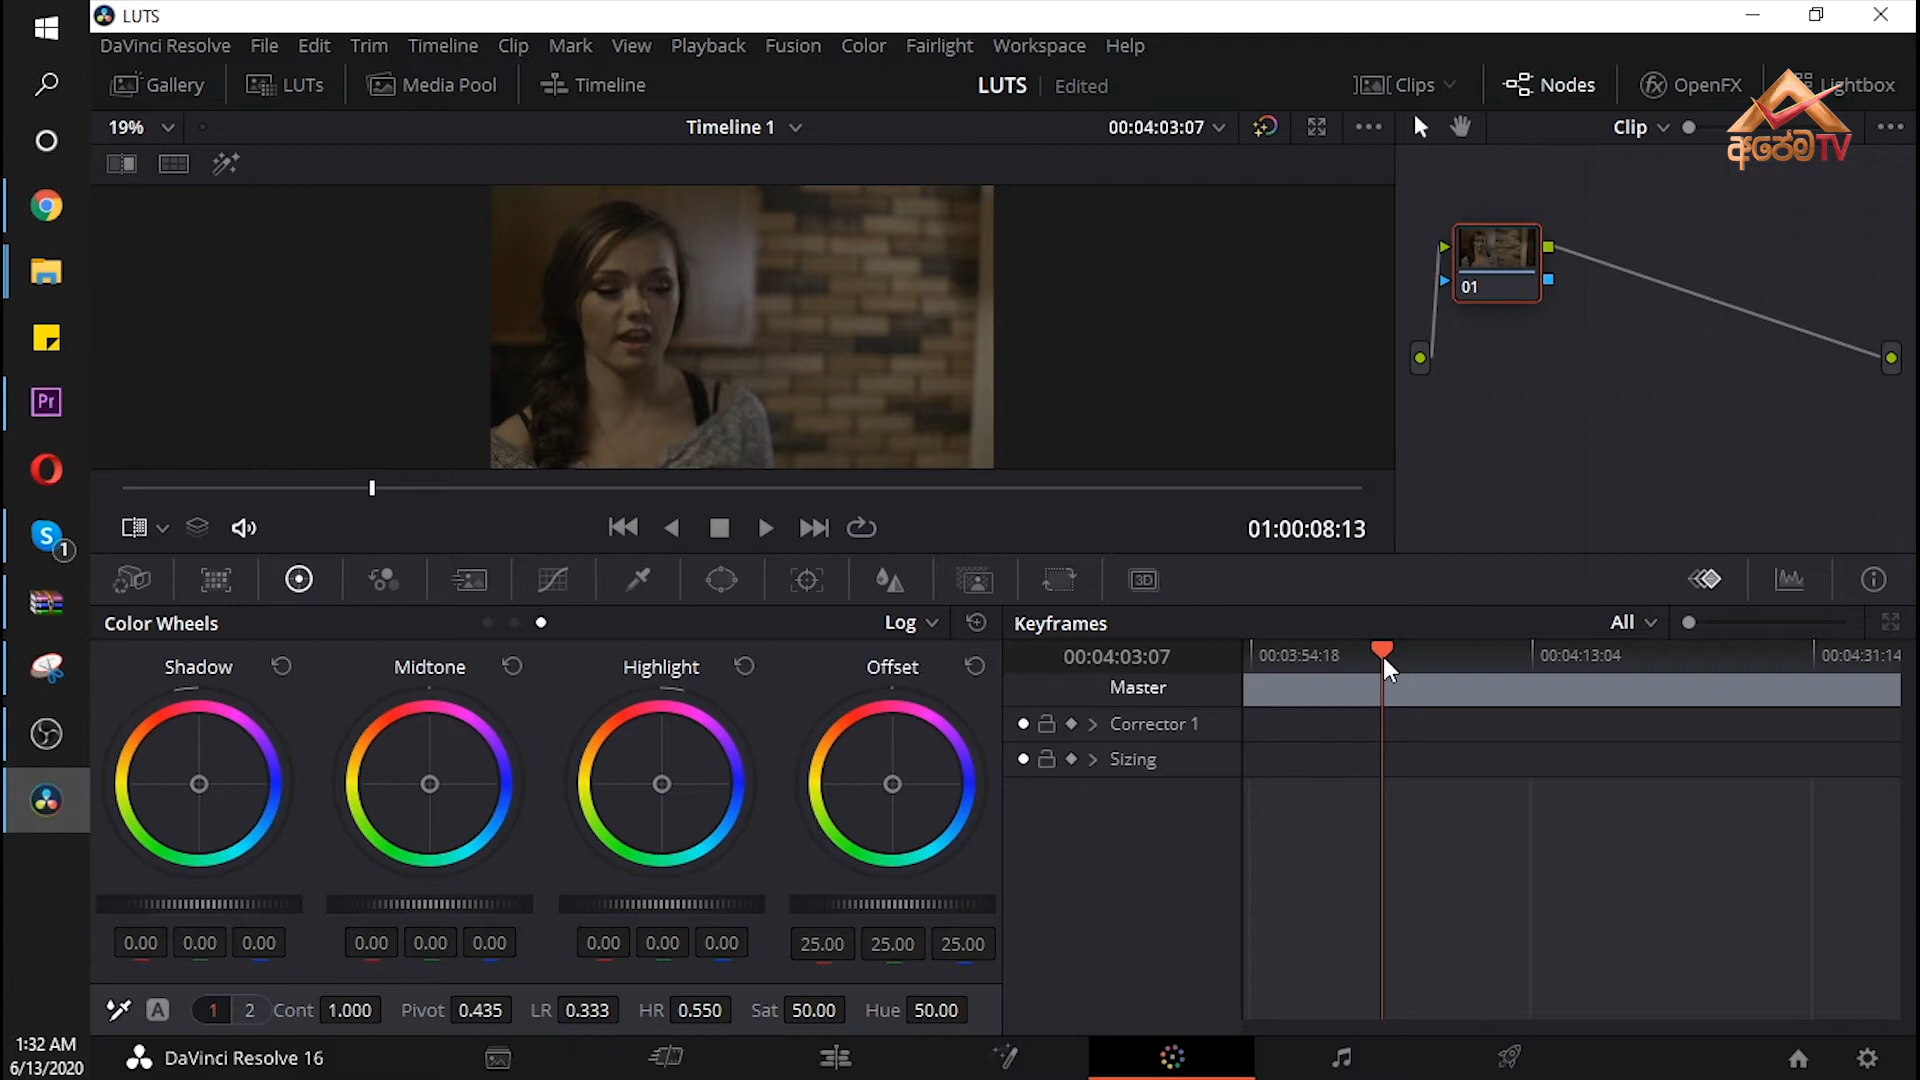 LUTS
DaVinci Resolve File Edit Trim Timeline Clip Mark View Playback Fusion Color Fairlight Workspace Help
Gallery LUTs Media Pool Timeline LUTS Edited Clips Nodes OpenFX Lightbox
19% Timeline 1 00:04:03:07 Clip
අපේම TV
01
01:00:08:13
3D
Color Wheels Log Keyframes All
Shadow Midtone Highlight Offset
00:04:03:07 00:03:54:18 00:04:13:04 00:04:31:14
Master
Corrector 1
Sizing
0.00 0.00 0.00 0.00 0.00 0.00 0.00 0.00 0.00 25.00 25.00 25.00
A 1 2 Cont 1.000 Pivot 0.435 LR 0.333 HR 0.550 Sat 50.00 Hue 50.00
DaVinci Resolve 16
Pr
S 1
1:32 AM
6/13/2020